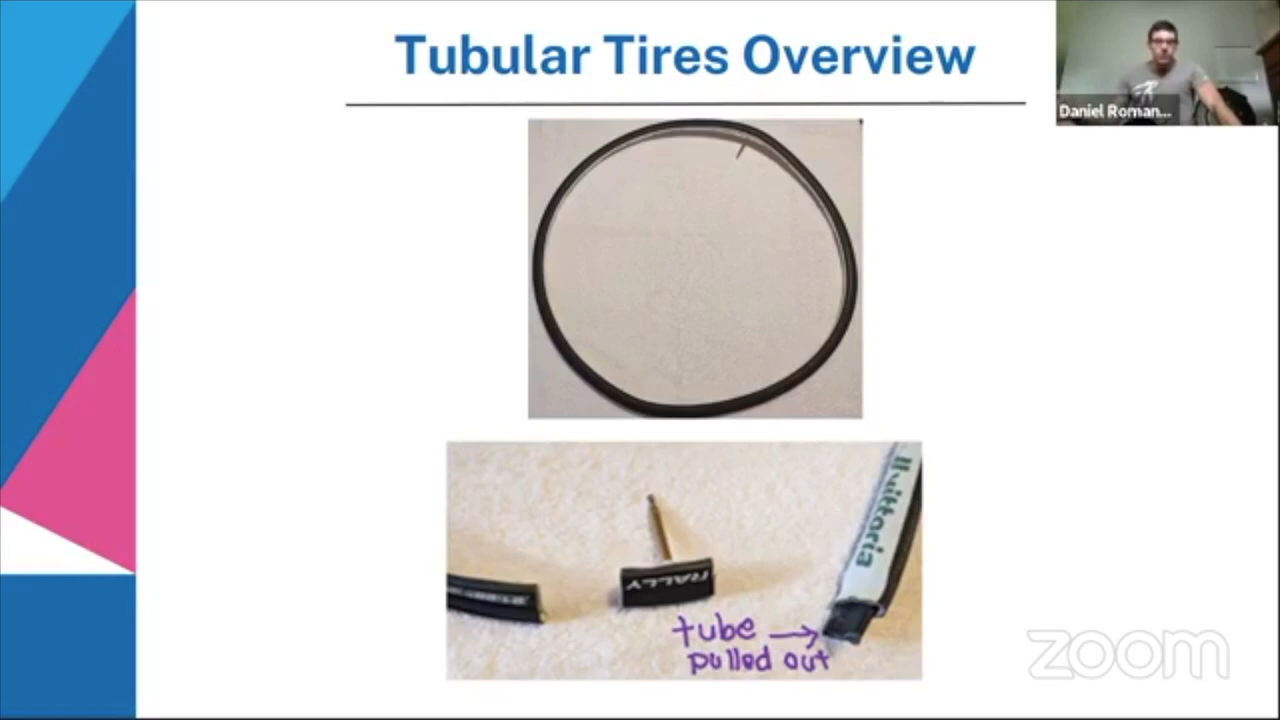 Tubular Tires Overview
Daniel Roman...
RALLY
vittoria
tube →
pulled out
zoom